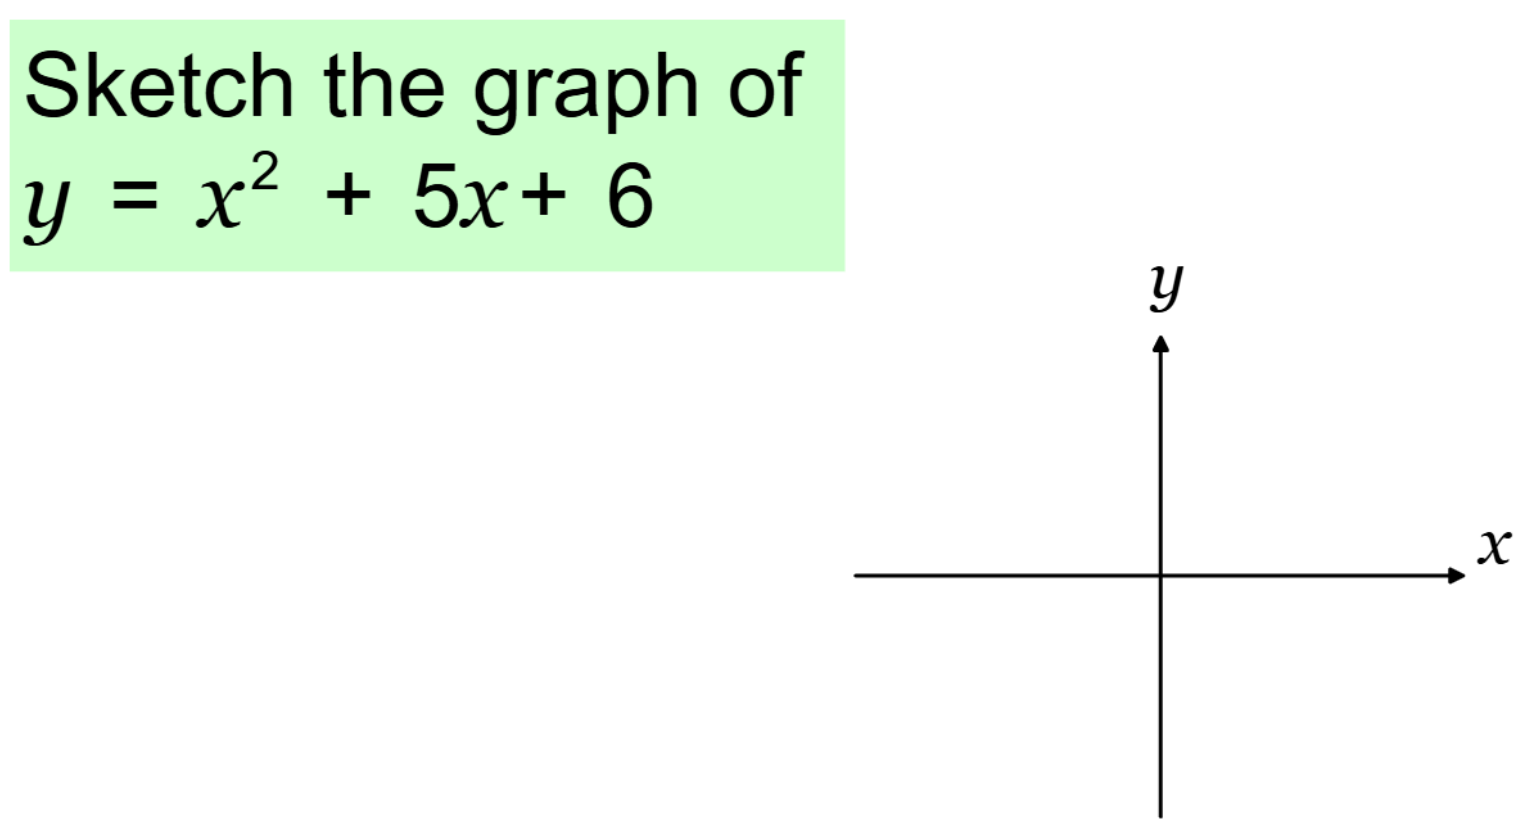 Sketch the graph of
y = x² + 5x + 6
y
x